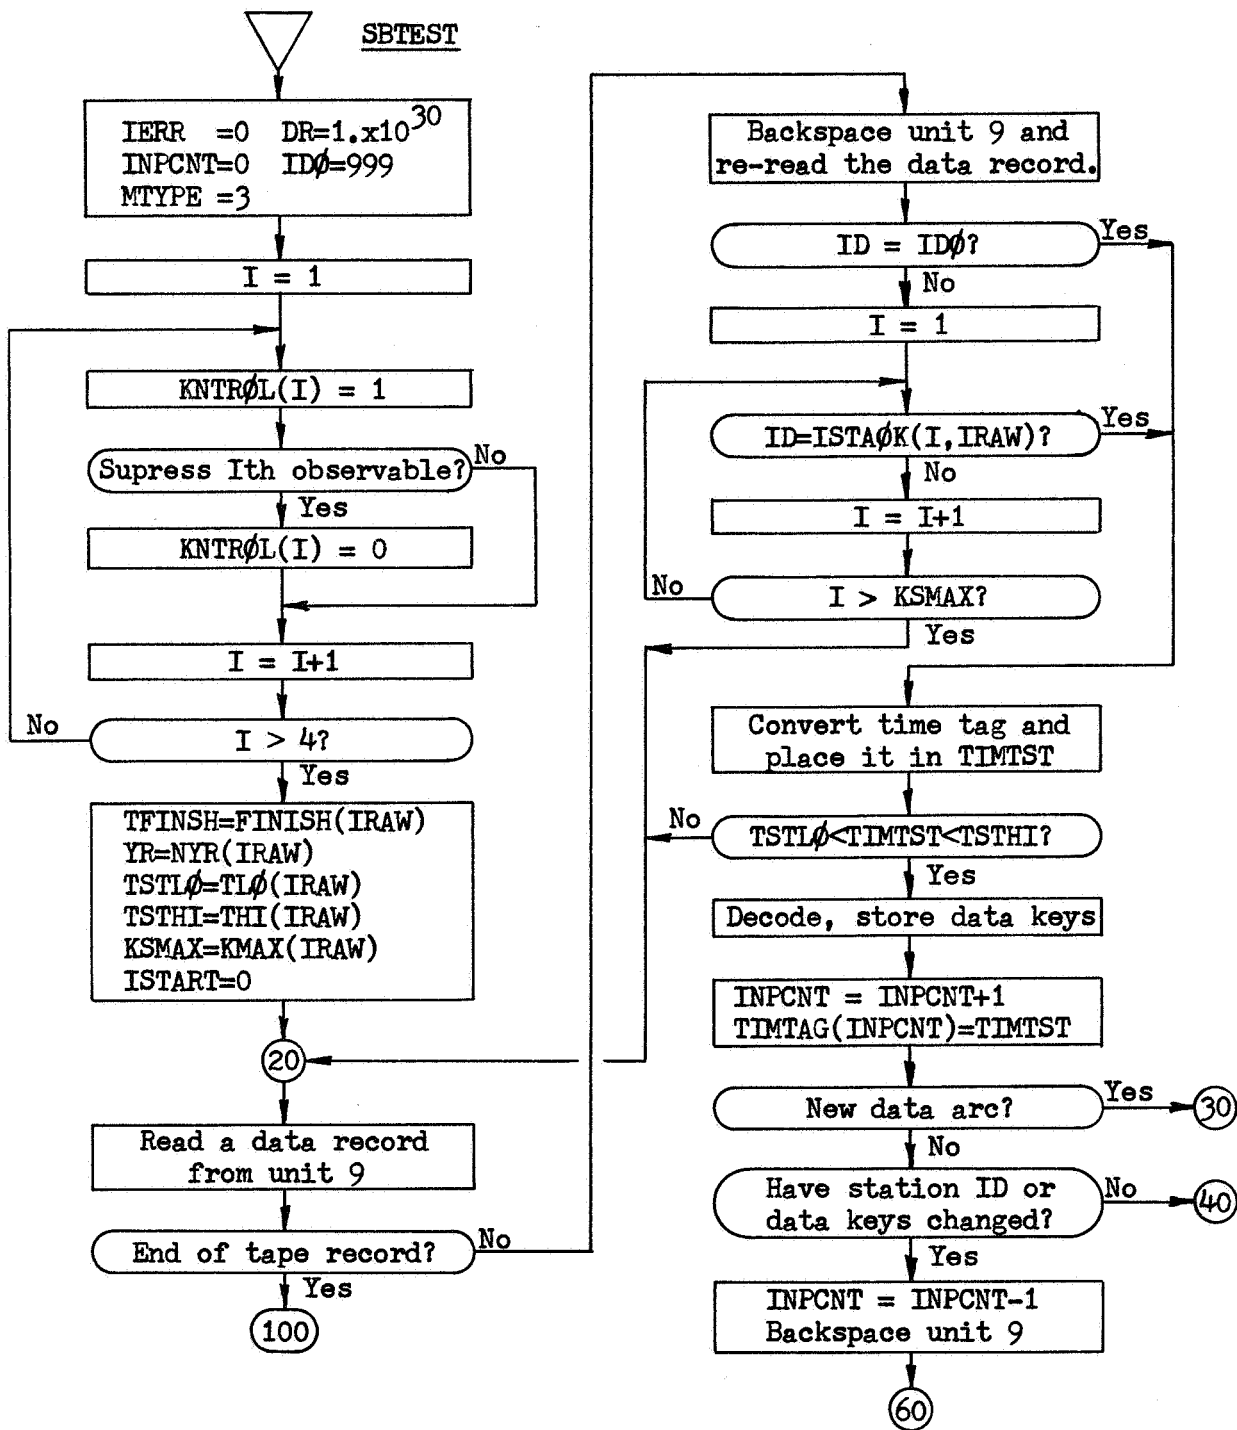 SBTEST
IERR =0 DR=1.x10^30
INPCNT=0 IDØ=999
MTYPE =3
I = 1
KNTRØL(I) = 1
Supress Ith observable?
No
Yes
KNTRØL(I) = 0
I = I+1
No
I > 4?
Yes
TFINSH=FINISH(IRAW)
YR=NYR(IRAW)
TSTLØ=TLØ(IRAW)
TSTHI=THI(IRAW)
KSMAX=KMAX(IRAW)
ISTART=0
20
Read a data record
from unit 9
End of tape record?
No
Yes
100
Backspace unit 9 and
re-read the data record.
ID = IDØ?
Yes
No
I = 1
ID=ISTAØK(I,IRAW)?
Yes
No
I = I+1
No
I > KSMAX?
Yes
Convert time tag and
place it in TIMTST
No
TSTLØ<TIMTST<TSTHI?
Yes
Decode, store data keys
INPCNT = INPCNT+1
TIMTAG(INPCNT)=TIMTST
New data arc?
Yes
30
No
Have station ID or
data keys changed?
No
40
Yes
INPCNT = INPCNT-1
Backspace unit 9
60